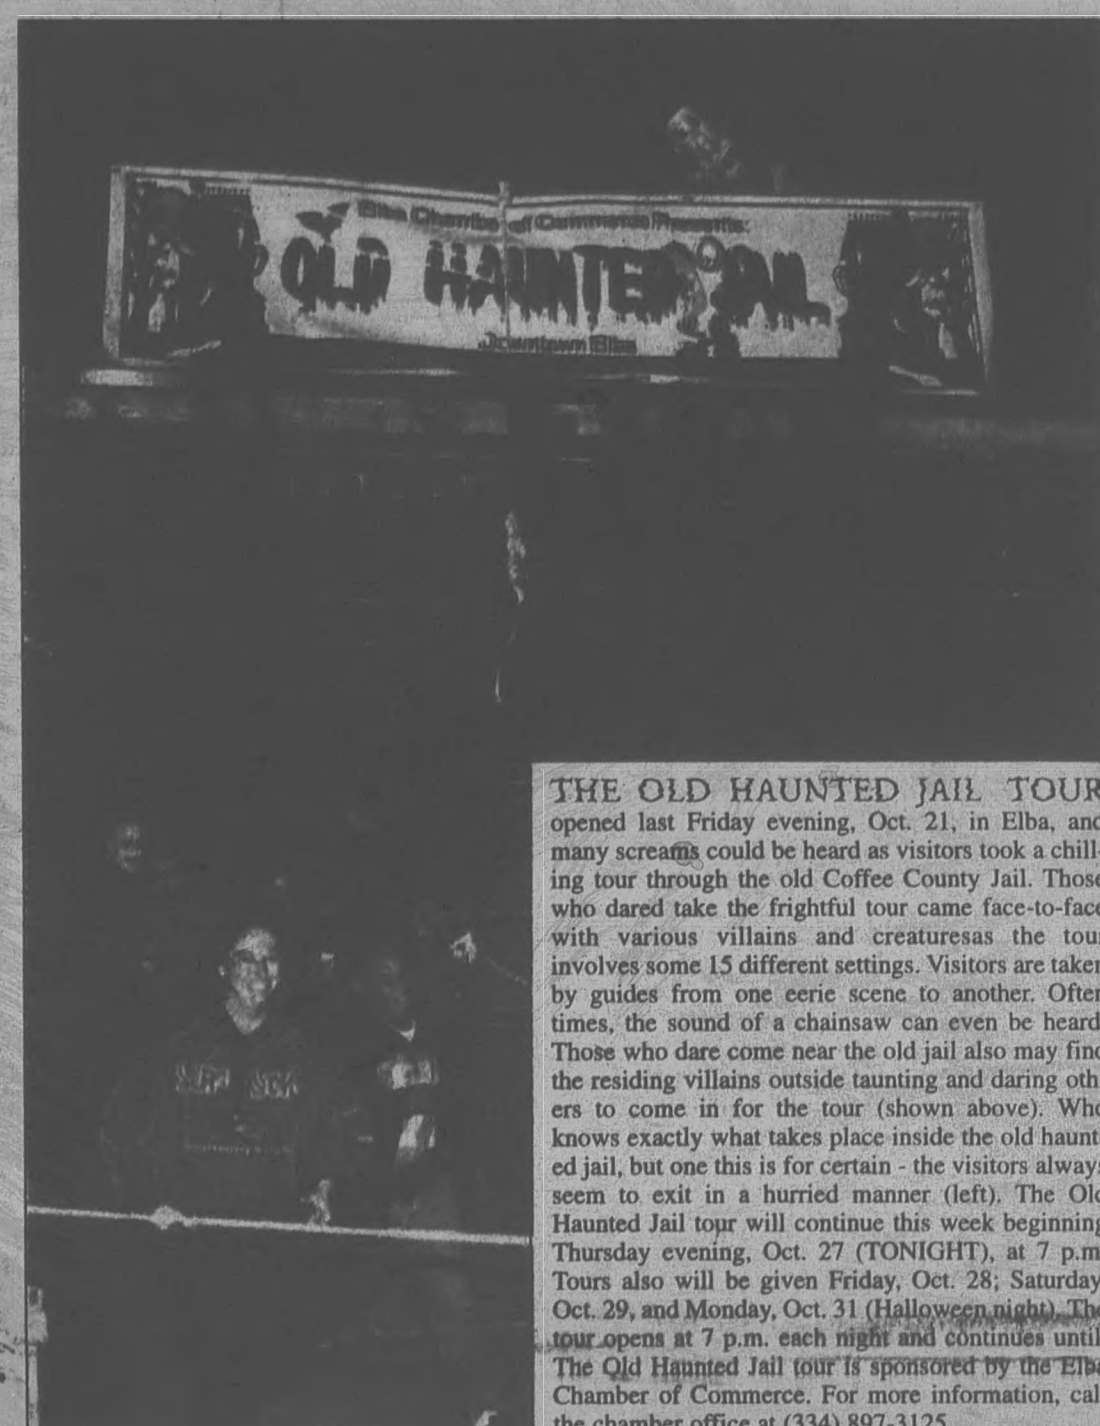 Elba Chamber of Commerce Presents:
OLD HAUNTED JAIL
Downtown Elba
THE OLD HAUNTED JAIL TOUR
opened last Friday evening, Oct. 21, in Elba, and
many screams could be heard as visitors took a chill-
ing tour through the old Coffee County Jail. Those
who dared take the frightful tour came face-to-face
with various villains and creaturesas the tour
involves some 15 different settings. Visitors are taken
by guides from one eerie scene to another. Often
times, the sound of a chainsaw can even be heard
Those who dare come near the old jail also may find
the residing villains outside taunting and daring oth
ers to come in for the tour (shown above). Who
knows exactly what takes place inside the old haunt
ed jail, but one this is for certain - the visitors always
seem to exit in a hurried manner (left). The Old
Haunted Jail tour will continue this week beginning
Thursday evening, Oct. 27 (TONIGHT), at 7 p.m
Tours also will be given Friday, Oct. 28; Saturday
Oct. 29, and Monday, Oct. 31 (Halloween night). The
tour opens at 7 p.m. each night and continues until
The Old Haunted Jail tour is sponsored by the Elba
Chamber of Commerce. For more information, call
the chamber office at (334) 897-3125